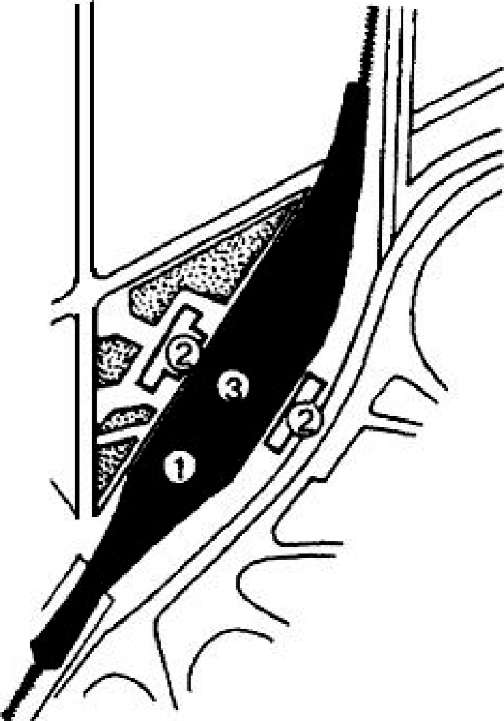 ②
③
②
①